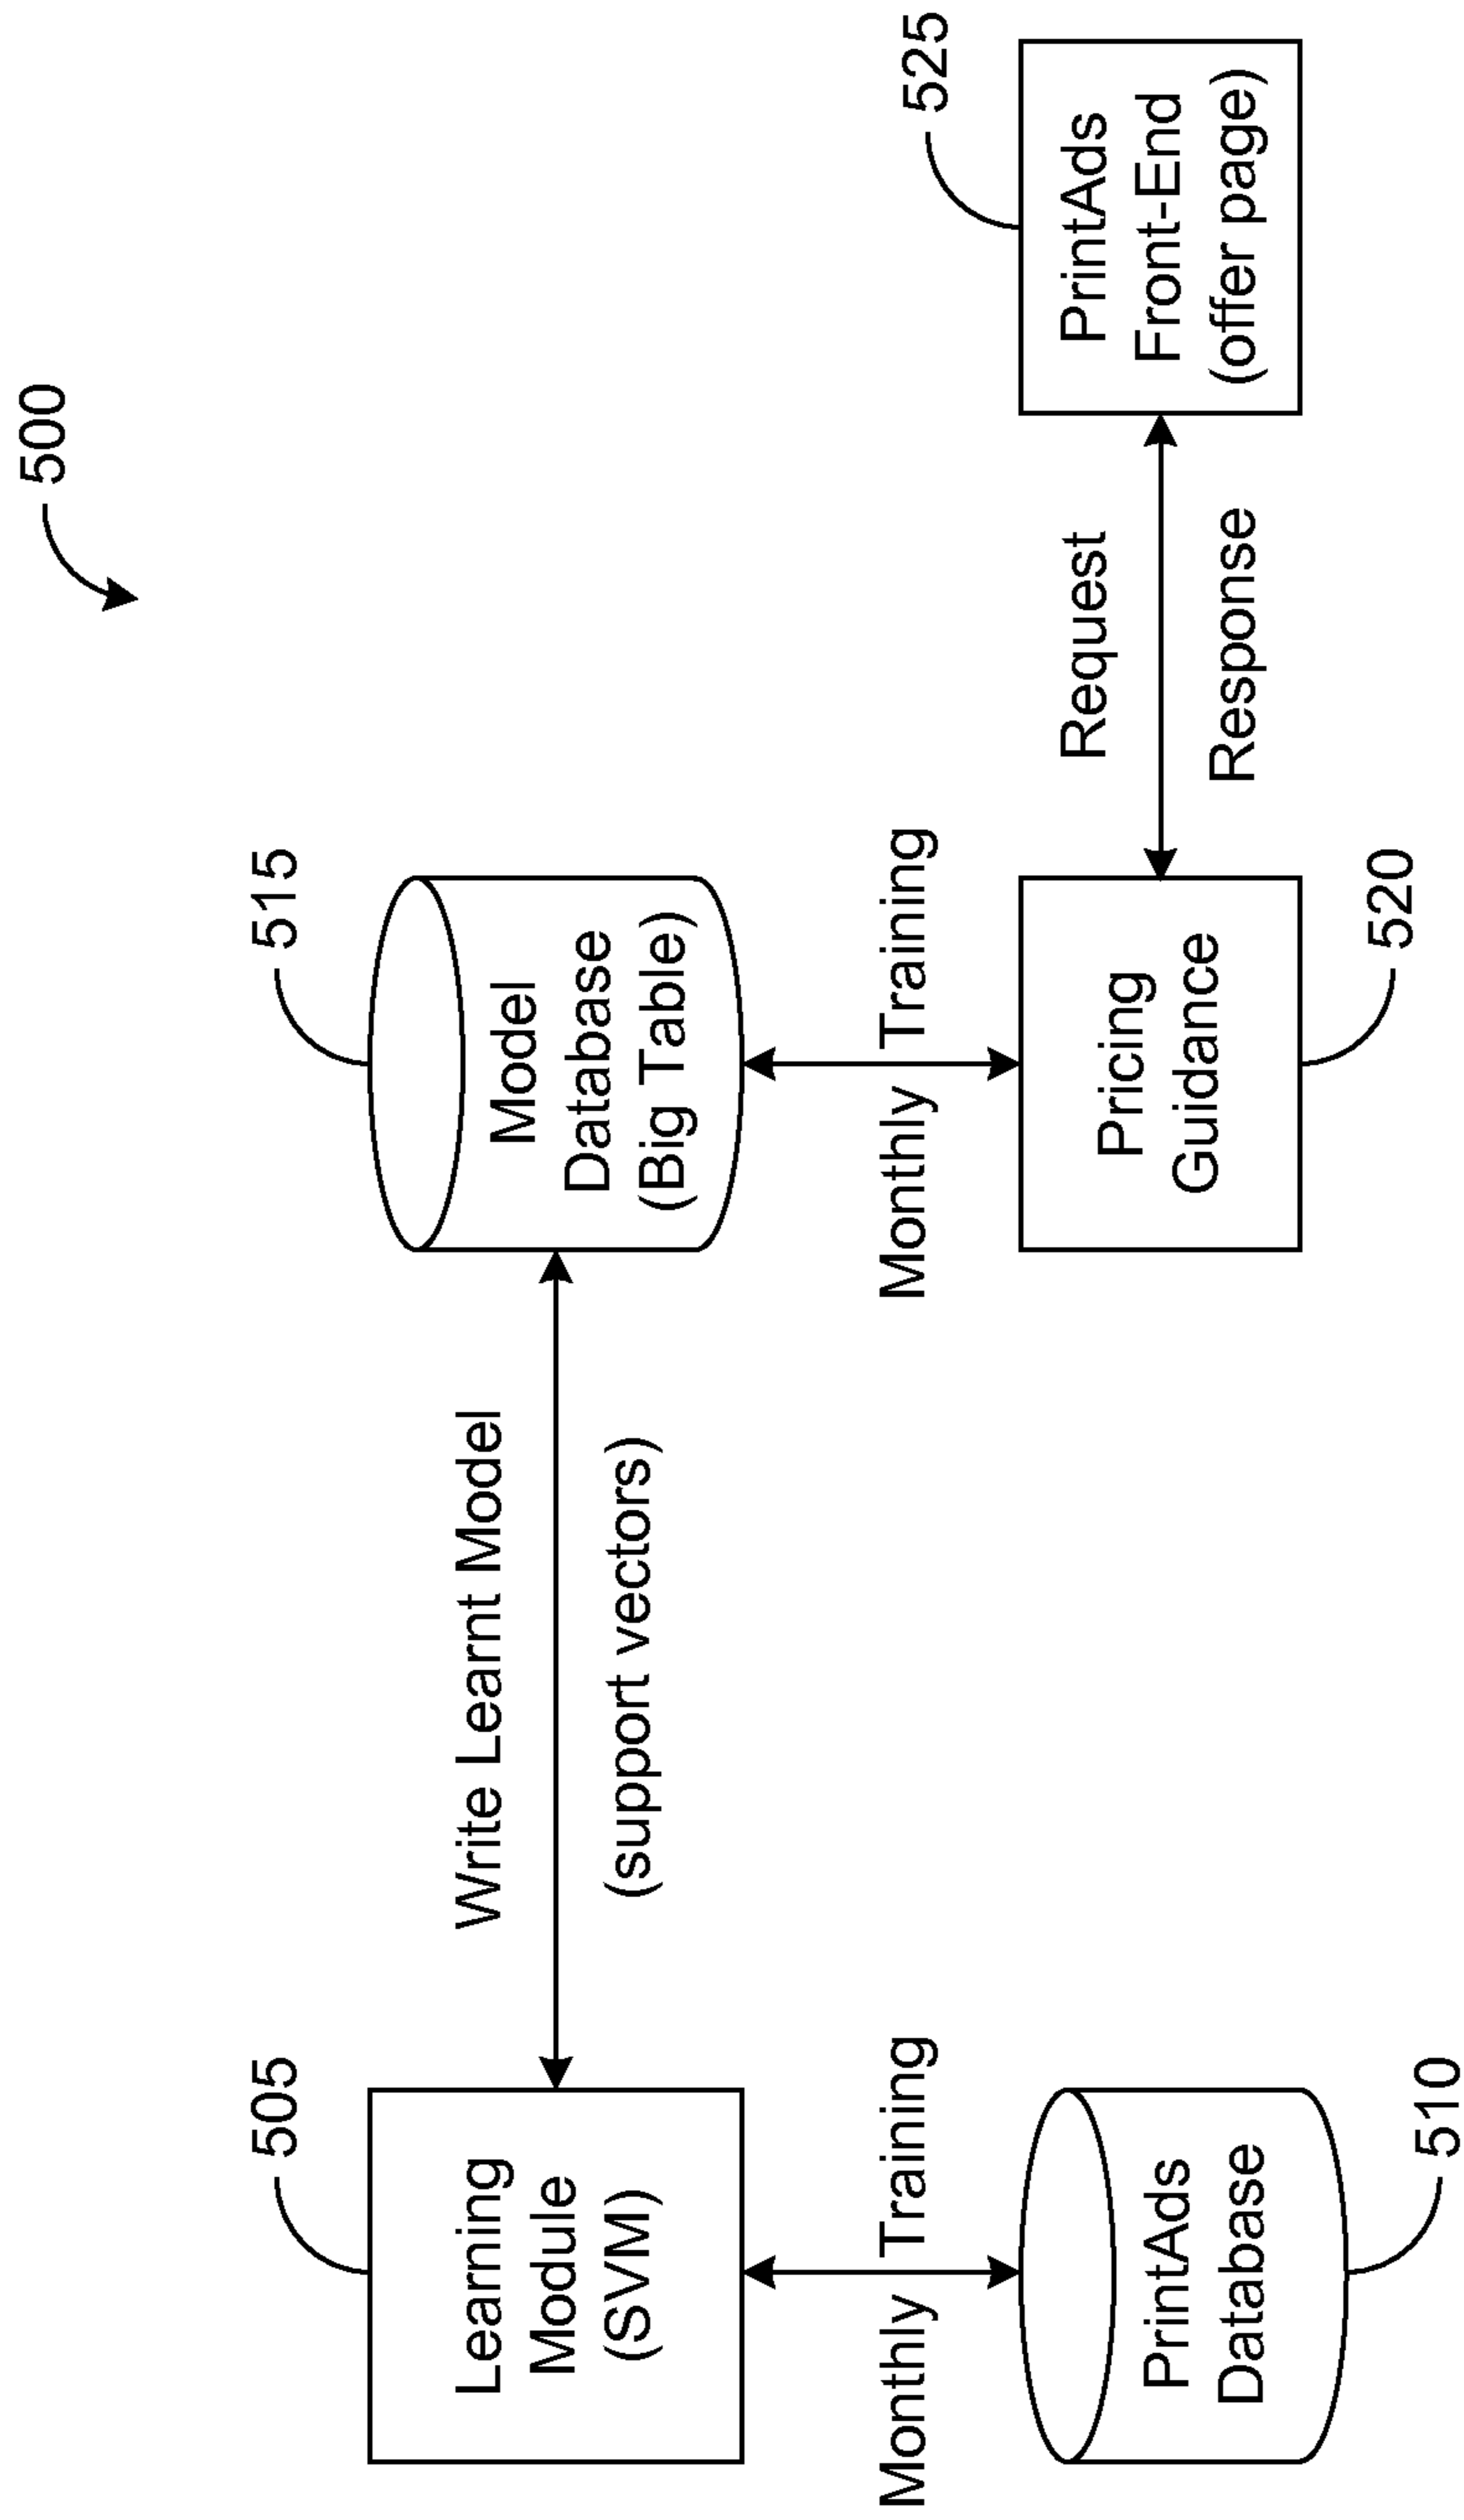 500
505
Learning
Module
(SVM)
Write Learnt Model
(support vectors)
515
Model
Database
(Big Table)
Monthly Training
Monthly Training
PrintAds
Database
510
Pricing
Guidance
520
Request
Response
525
PrintAds
Front-End
(offer page)